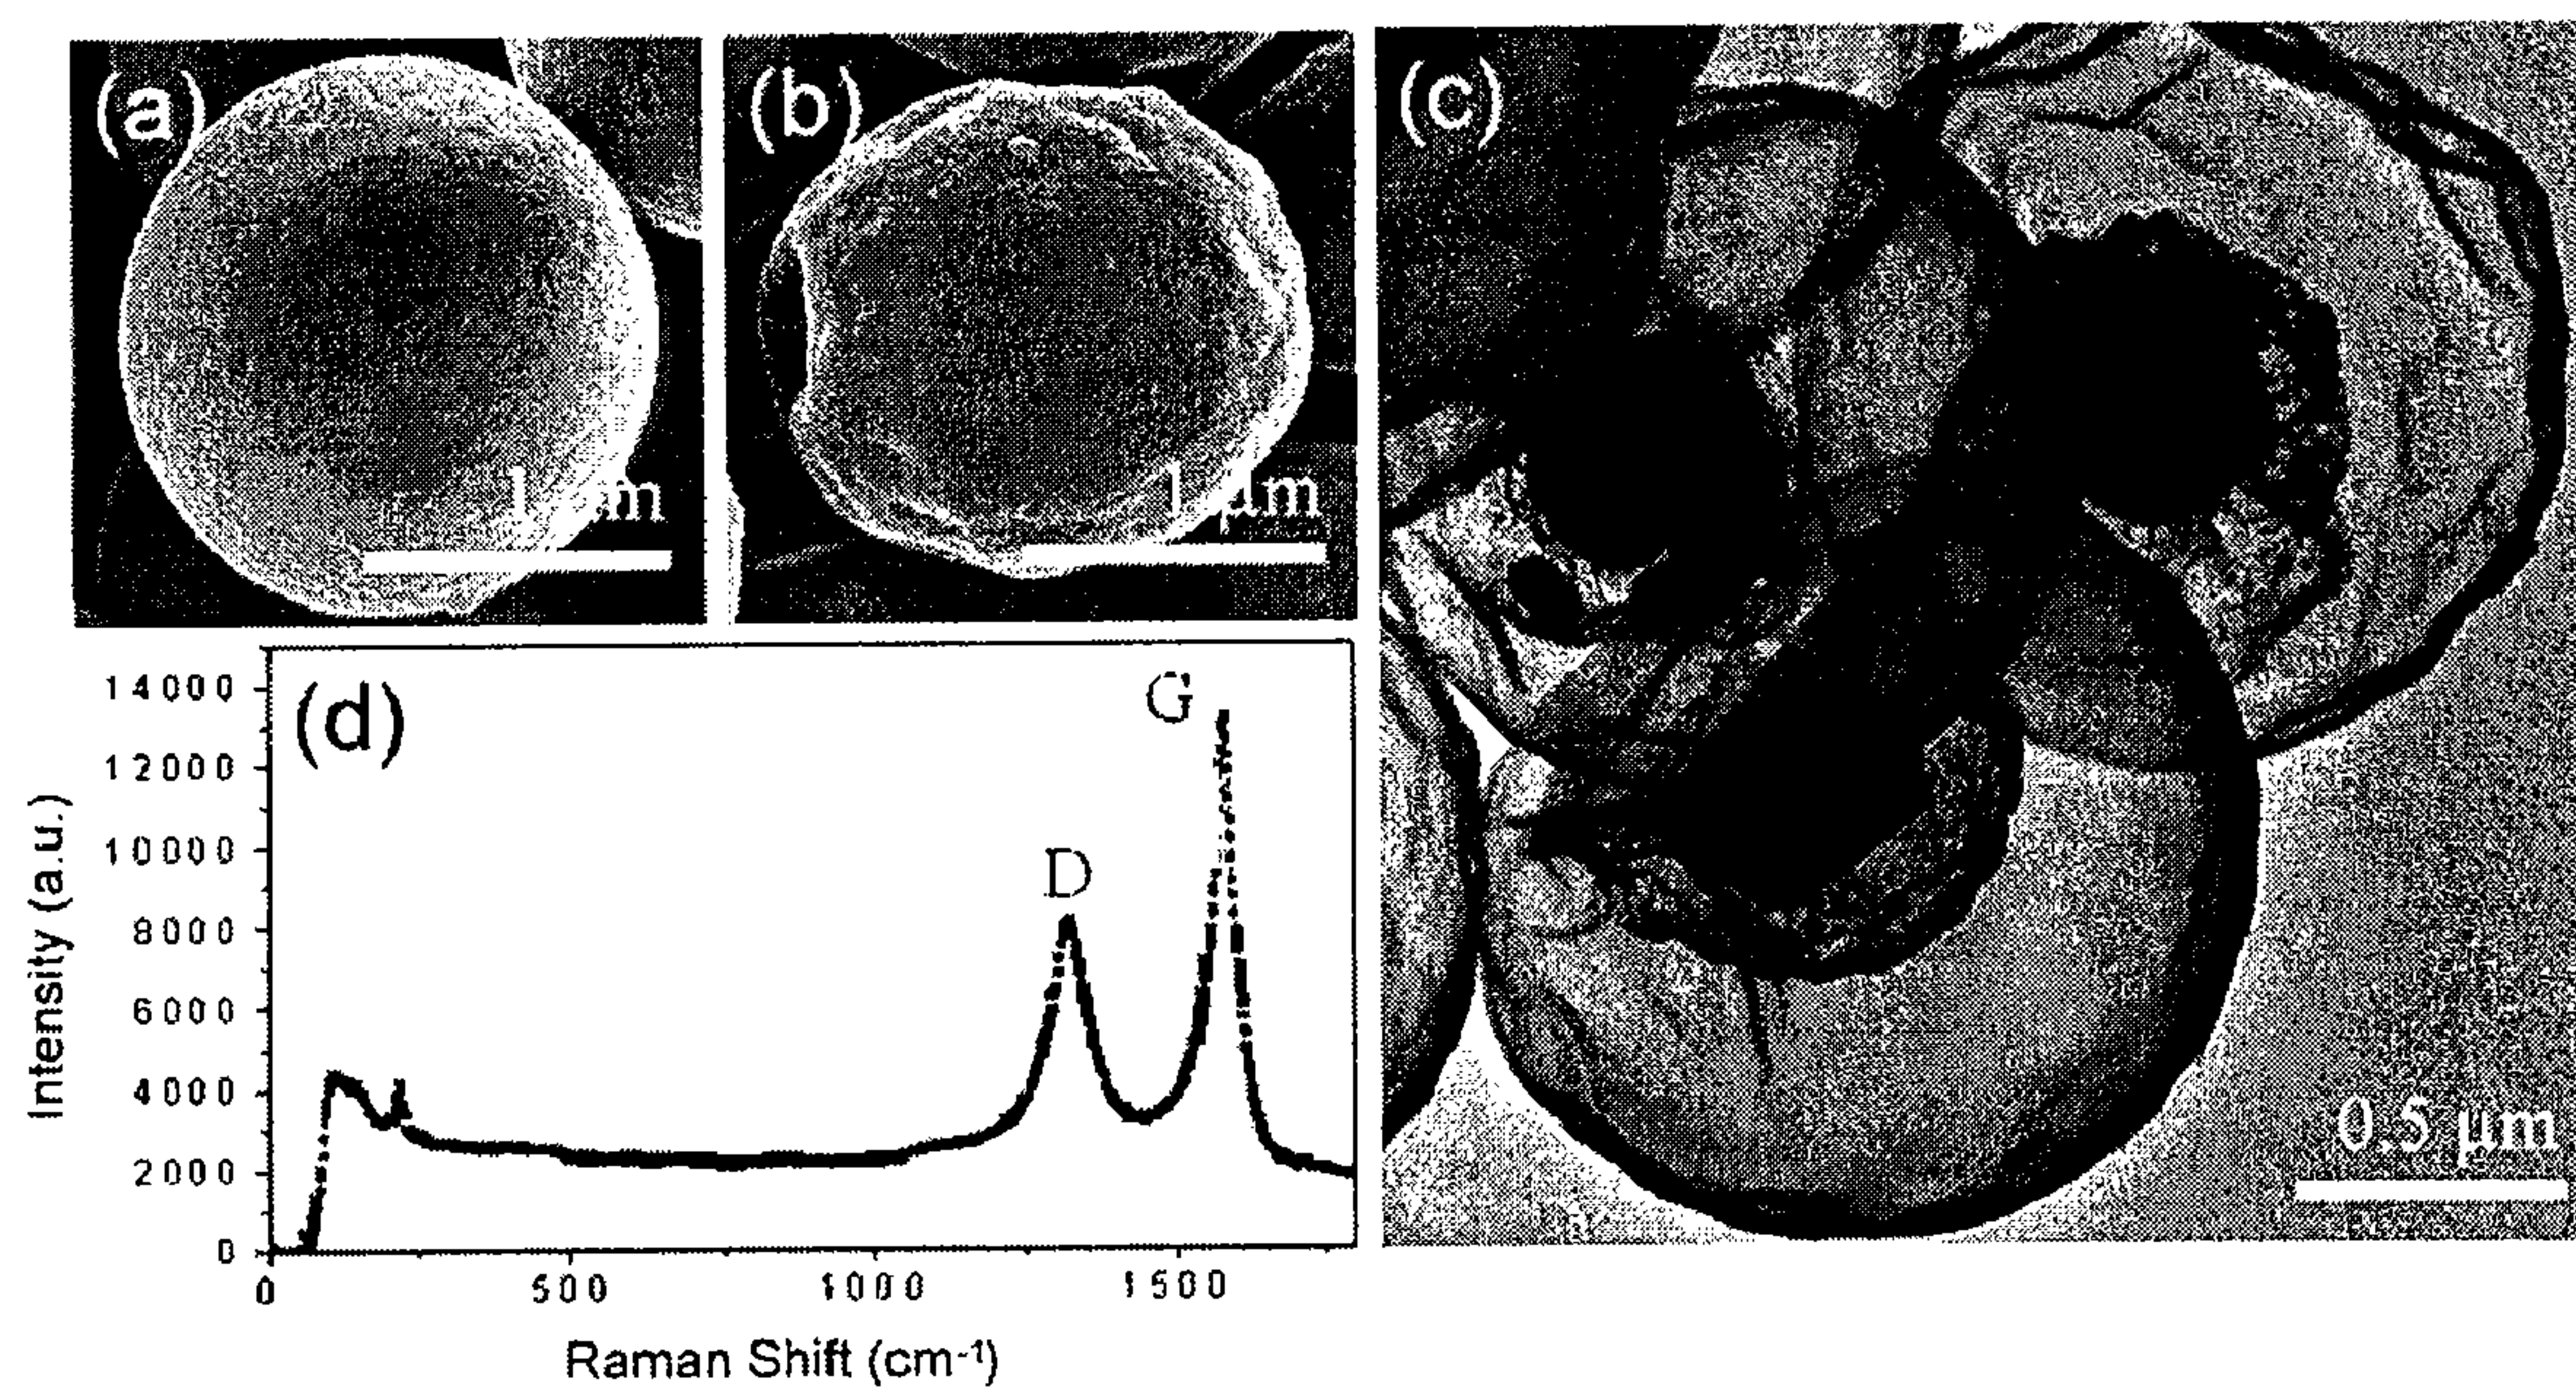 (a)
1 µm
(b)
1 µm
(c)
0.5 µm
(d)
G
D
14000
12000
10000
8000
6000
4000
2000
0
Intensity (a.u.)
0 500 1000 1500
Raman Shift (cm⁻¹)